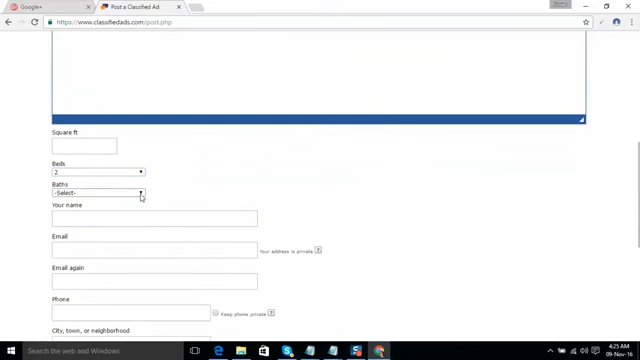 Google+
Post a Classified Ad
https://www.classifiedads.com/post.php
Square ft
Beds
2
Baths
-Select-
Your name
Email
Your address is private ?
Email again
Phone
Keep phone private ?
City, town, or neighborhood
Search the web and Windows
4:25 AM
09-Nov-16